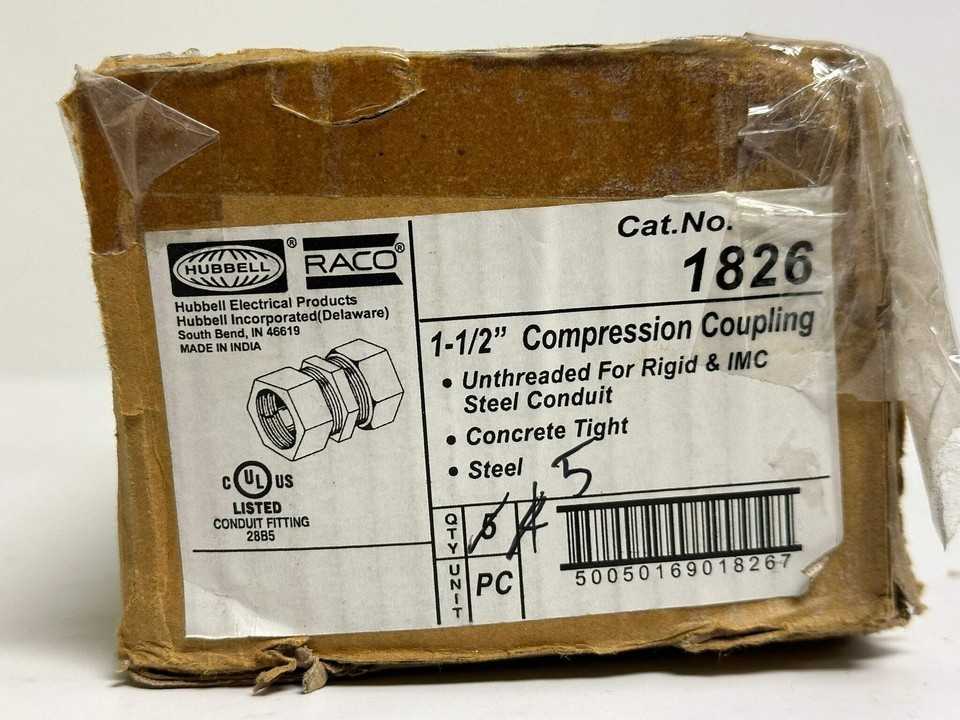 HUBBELL ® RACO ®
Hubbell Electrical Products
Hubbell Incorporated(Delaware)
South Bend, IN 46619
MADE IN INDIA
Cat.No.
1826
1-1/2” Compression Coupling
• Unthreaded For Rigid & IMC
Steel Conduit
• Concrete Tight
• Steel
C UL US
LISTED
CONDUIT FITTING
28B5
QTY 5 4 5
UNIT PC
50050169018267